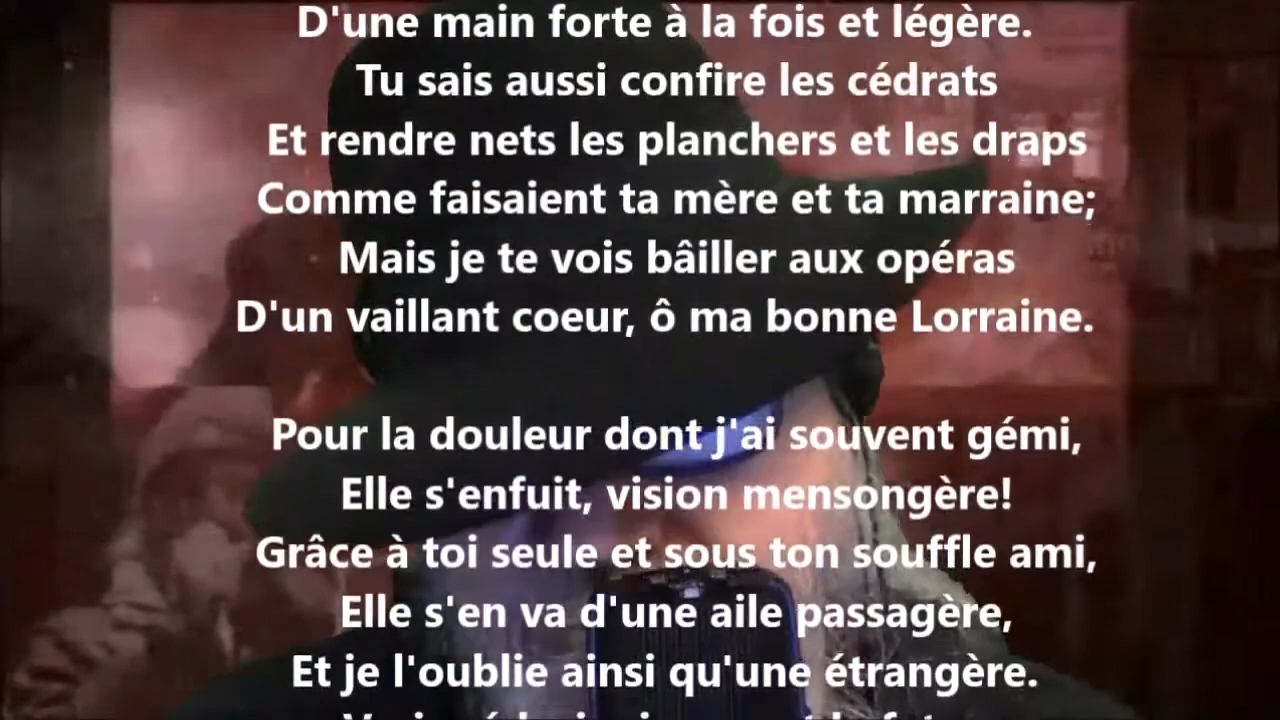 D'une main forte à la fois et légère.
Tu sais aussi confire les cédrats
Et rendre nets les planchers et les draps
Comme faisaient ta mère et ta marraine;
Mais je te vois bâiller aux opéras
D'un vaillant coeur, ô ma bonne Lorraine.
Pour la douleur dont j'ai souvent gémi,
Elle s'enfuit, vision mensongère!
Grâce à toi seule et sous ton souffle ami,
Elle s'en va d'une aile passagère,
Et je l'oublie ainsi qu'une étrangère.